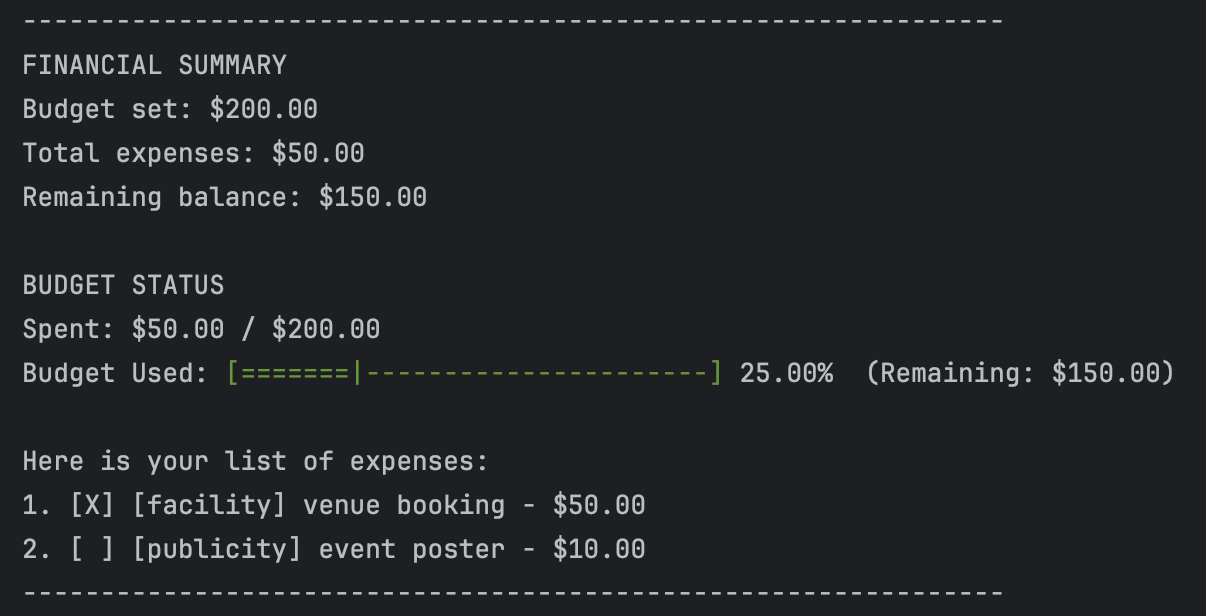 ---------------------------------------------------------------
FINANCIAL SUMMARY
Budget set: $200.00
Total expenses: $50.00
Remaining balance: $150.00
BUDGET STATUS
Spent: $50.00 / $200.00
Budget Used: [=======|----------------------] 25.00%  (Remaining: $150.00)
Here is your list of expenses:
1. [X] [facility] venue booking - $50.00
2. [ ] [publicity] event poster - $10.00
---------------------------------------------------------------